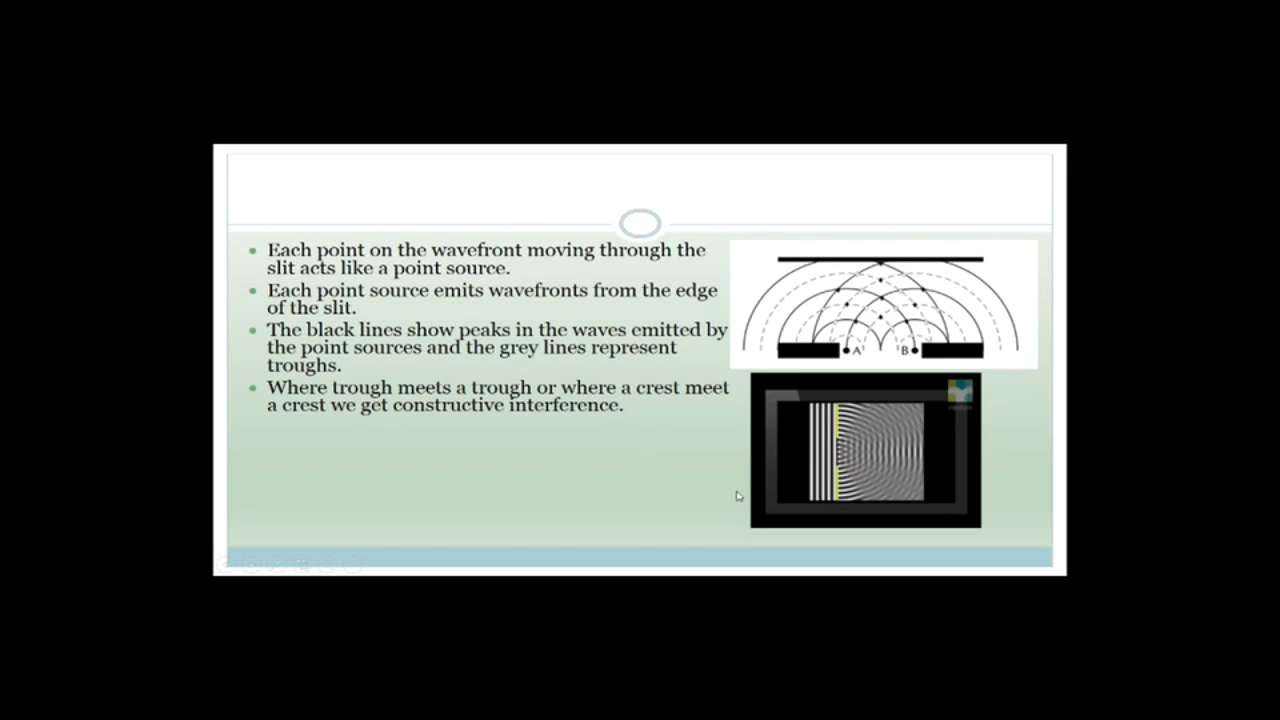 Each point on the wavefront moving through the
slit acts like a point source.
Each point source emits wavefronts from the edge
of the slit.
The black lines show peaks in the waves emitted by
the point sources and the grey lines represent
troughs.
Where trough meets a trough or where a crest meet
a crest we get constructive interference.
A
B